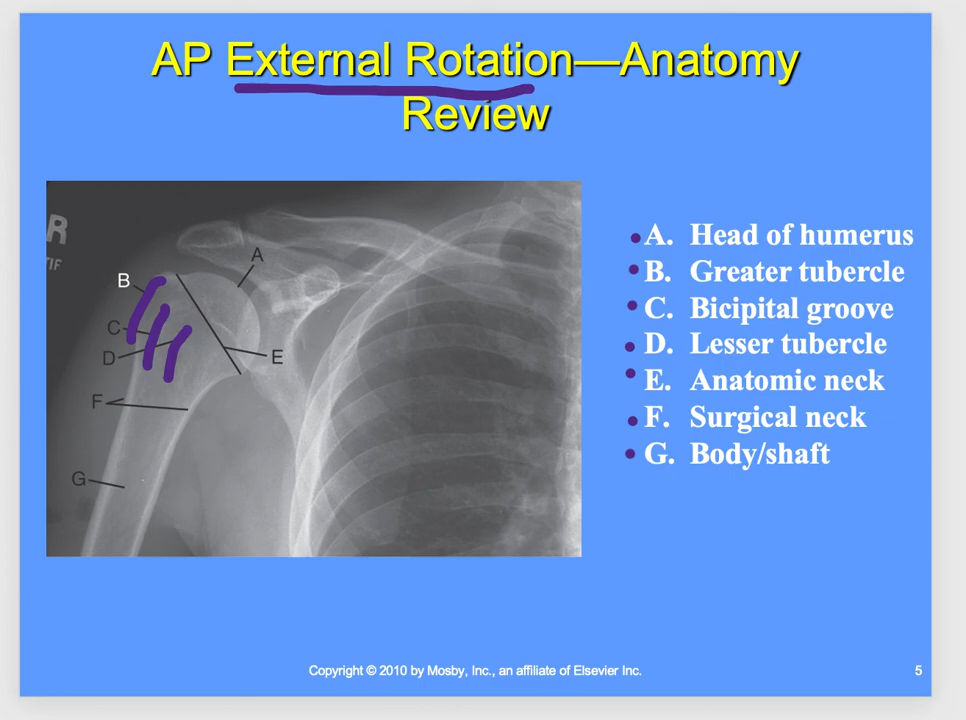 AP External Rotation—Anatomy
Review
R
TIF
A
B
C
D
E
F
G
• A. Head of humerus
• B. Greater tubercle
• C. Bicipital groove
• D. Lesser tubercle
• E. Anatomic neck
• F. Surgical neck
• G. Body/shaft
Copyright © 2010 by Mosby, Inc., an affiliate of Elsevier Inc.
5